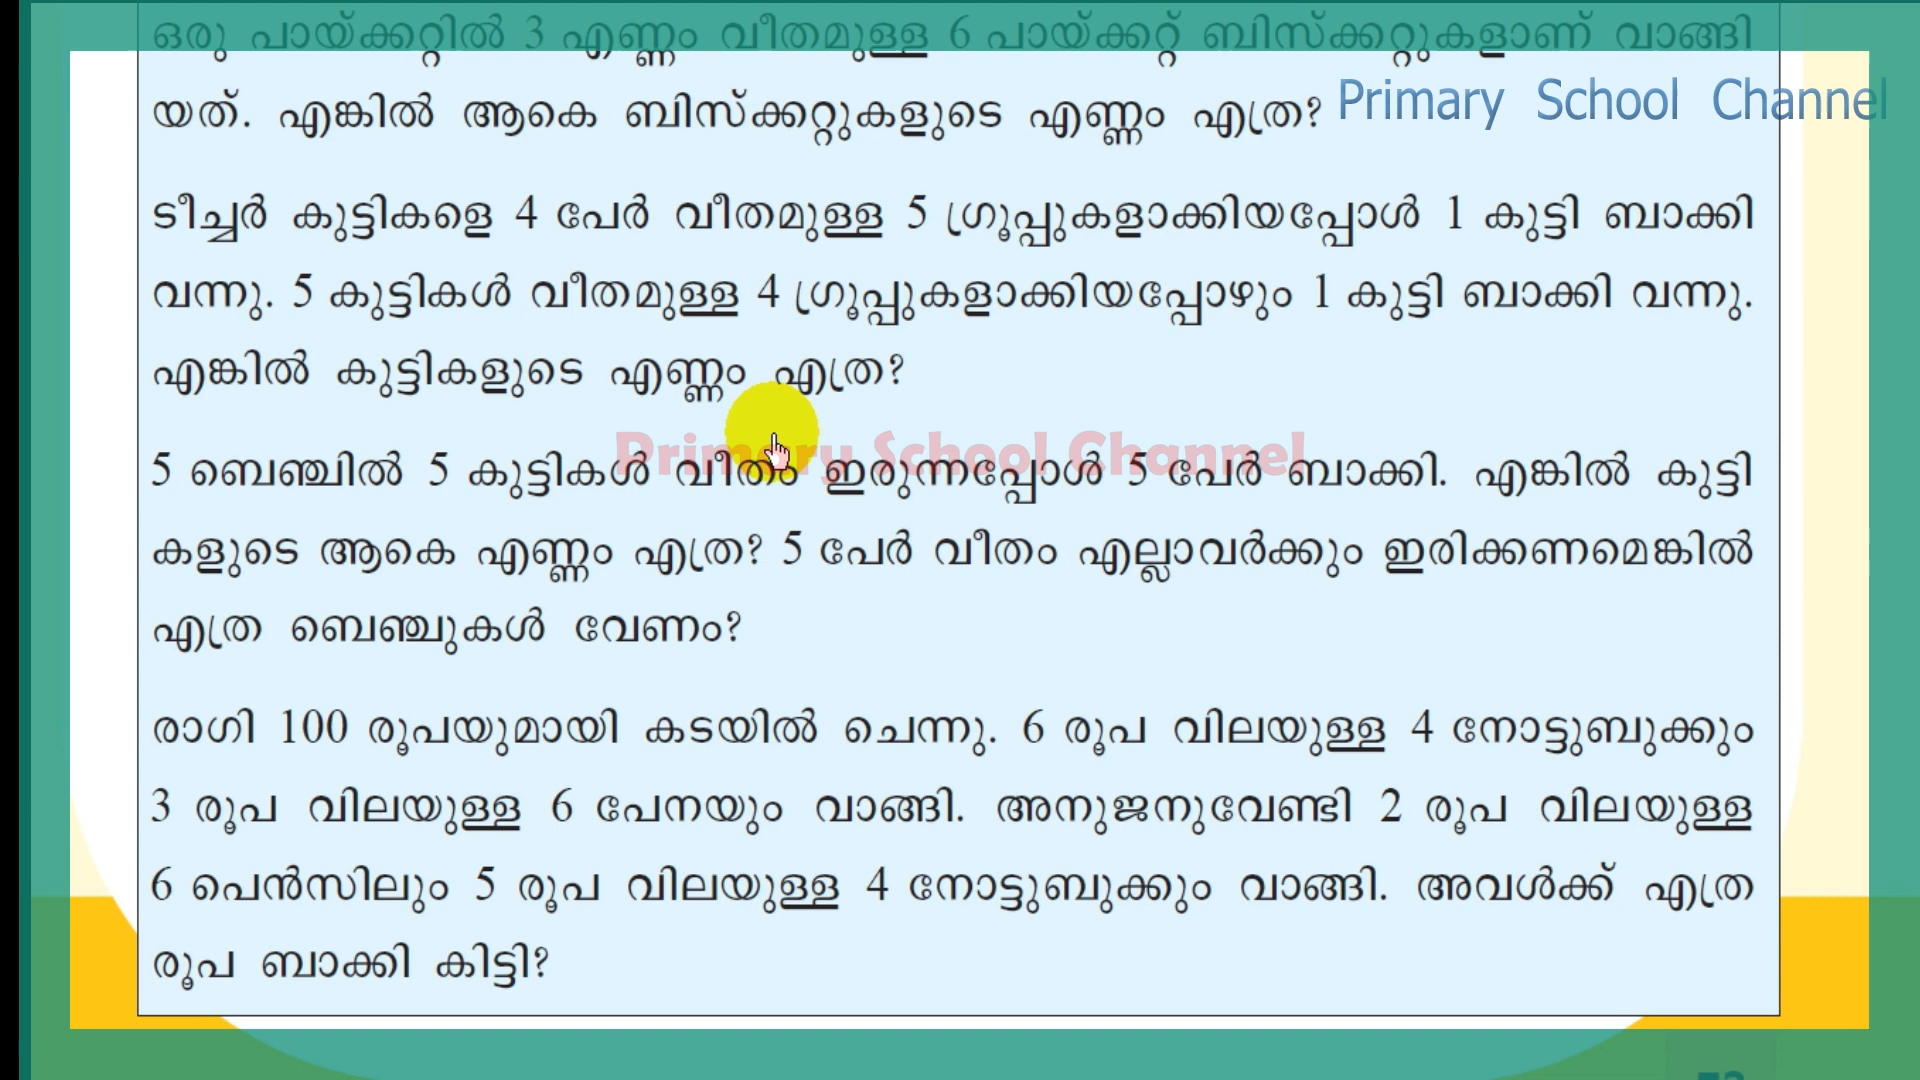 ഒരു പായ്ക്കറ്റിൽ 3 എണ്ണം വീതമുള്ള 6 പായ്ക്കറ്റ് ബിസ്ക്കറ്റുകളാണ് വാങ്ങി
യത്. എങ്കിൽ ആകെ ബിസ്ക്കറ്റുകളുടെ എണ്ണം എത്ര?
Primary School Channel
ടീച്ചർ കുട്ടികളെ 4 പേർ വീതമുള്ള 5 ഗ്രൂപ്പുകളാക്കിയപ്പോൾ 1 കുട്ടി ബാക്കി
വന്നു. 5 കുട്ടികൾ വീതമുള്ള 4 ഗ്രൂപ്പുകളാക്കിയപ്പോഴും 1 കുട്ടി ബാക്കി വന്നു.
എങ്കിൽ കുട്ടികളുടെ എണ്ണം എത്ര?
Primary School Channel
5 ബെഞ്ചിൽ 5 കുട്ടികൾ വീതം ഇരുന്നപ്പോൾ 5 പേർ ബാക്കി. എങ്കിൽ കുട്ടി
കളുടെ ആകെ എണ്ണം എത്ര? 5 പേർ വീതം എല്ലാവർക്കും ഇരിക്കണമെങ്കിൽ
എത്ര ബെഞ്ചുകൾ വേണം?
രാഗി 100 രൂപയുമായി കടയിൽ ചെന്നു. 6 രൂപ വിലയുള്ള 4 നോട്ടുബുക്കും
3 രൂപ വിലയുള്ള 6 പേനയും വാങ്ങി. അനുജനുവേണ്ടി 2 രൂപ വിലയുള്ള
6 പെൻസിലും 5 രൂപ വിലയുള്ള 4 നോട്ടുബുക്കും വാങ്ങി. അവൾക്ക് എത്ര
രൂപ ബാക്കി കിട്ടി?